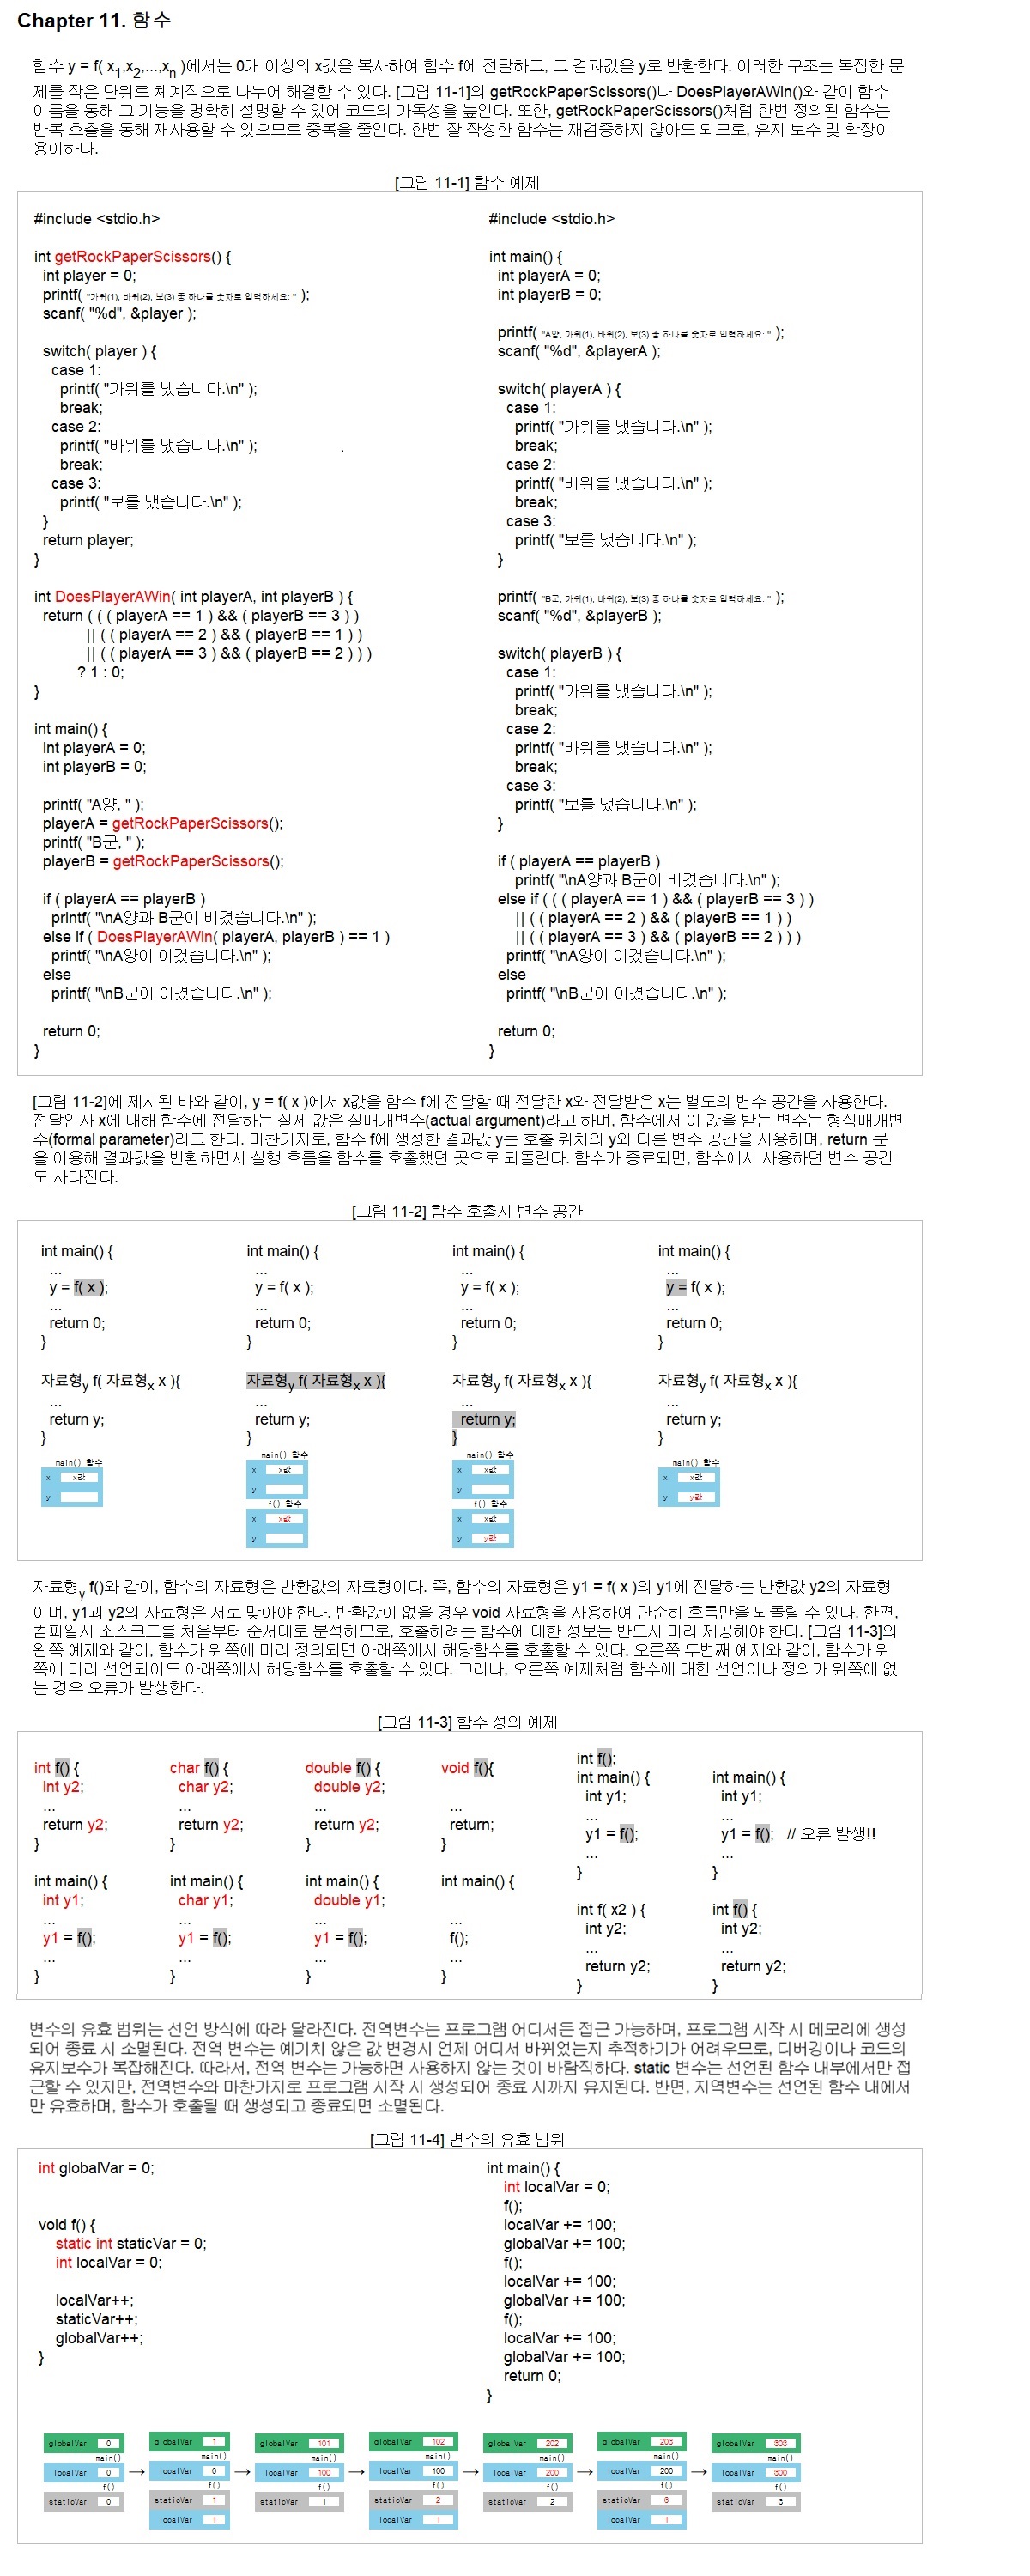 Chapter 11. 함수
함수 y = f( x1,x2,...,xn )에서는 0개 이상의 x값을 복사하여 함수 f에 전달하고, 그 결과값을 y로 반환한다. 이러한 구조는 복잡한 문
제를 작은 단위로 체계적으로 나누어 해결할 수 있다. [그림 11-1]의 getRockPaperScissors()나 DoesPlayerAWin()와 같이 함수
이름을 통해 그 기능을 명확히 설명할 수 있어 코드의 가독성을 높인다. 또한, getRockPaperScissors()처럼 한번 정의된 함수는
반복 호출을 통해 재사용할 수 있으므로 중복을 줄인다. 한번 잘 작성한 함수는 재검증하지 않아도 되므로, 유지 보수 및 확장이
용이하다.
[그림 11-1] 함수 예제
#include <stdio.h>
int getRockPaperScissors() {
int player = 0;
printf( "가위(1), 바위(2), 보(3) 중 하나를 숫자로 입력하세요: " );
scanf( "%d", &player );
switch( player ) {
case 1:
printf( "가위를 냈습니다.\n" );
break;
case 2:
printf( "바위를 냈습니다.\n" );
break;
case 3:
printf( "보를 냈습니다.\n" );
}
return player;
}
int DoesPlayerAWin( int playerA, int playerB ) {
return ( ( ( playerA == 1 ) && ( playerB == 3 ) )
|| ( ( playerA == 2 ) && ( playerB == 1 ) )
|| ( ( playerA == 3 ) && ( playerB == 2 ) ) )
? 1 : 0;
}
int main() {
int playerA = 0;
int playerB = 0;
printf( "A양, " );
playerA = getRockPaperScissors();
printf( "B군, " );
playerB = getRockPaperScissors();
if ( playerA == playerB )
printf( "\nA양과 B군이 비겼습니다.\n" );
else if ( DoesPlayerAWin( playerA, playerB ) == 1 )
printf( "\nA양이 이겼습니다.\n" );
else
printf( "\nB군이 이겼습니다.\n" );
return 0;
}
#include <stdio.h>
int main() {
int playerA = 0;
int playerB = 0;
printf( "A양, 가위(1), 바위(2), 보(3) 중 하나를 숫자로 입력하세요: " );
scanf( "%d", &playerA );
switch( playerA ) {
case 1:
printf( "가위를 냈습니다.\n" );
break;
case 2:
printf( "바위를 냈습니다.\n" );
break;
case 3:
printf( "보를 냈습니다.\n" );
}
printf( "B군, 가위(1), 바위(2), 보(3) 중 하나를 숫자로 입력하세요: " );
scanf( "%d", &playerB );
switch( playerB ) {
case 1:
printf( "가위를 냈습니다.\n" );
break;
case 2:
printf( "바위를 냈습니다.\n" );
break;
case 3:
printf( "보를 냈습니다.\n" );
}
if ( playerA == playerB )
printf( "\nA양과 B군이 비겼습니다.\n" );
else if ( ( ( playerA == 1 ) && ( playerB == 3 ) )
|| ( ( playerA == 2 ) && ( playerB == 1 ) )
|| ( ( playerA == 3 ) && ( playerB == 2 ) ) )
printf( "\nA양이 이겼습니다.\n" );
else
printf( "\nB군이 이겼습니다.\n" );
return 0;
}
[그림 11-2]에 제시된 바와 같이, y = f( x )에서 x값을 함수 f에 전달할 때 전달한 x와 전달받은 x는 별도의 변수 공간을 사용한다.
전달인자 x에 대해 함수에 전달하는 실제 값은 실매개변수(actual argument)라고 하며, 함수에서 이 값을 받는 변수는 형식매개변
수(formal parameter)라고 한다. 마찬가지로, 함수 f에 생성한 결과값 y는 호출 위치의 y와 다른 변수 공간을 사용하며, return 문
을 이용해 결과값을 반환하면서 실행 흐름을 함수를 호출했던 곳으로 되돌린다. 함수가 종료되면, 함수에서 사용하던 변수 공간
도 사라진다.
[그림 11-2] 함수 호출시 변수 공간
int main() {
...
y = f( x );
...
return 0;
}
자료형y f( 자료형x x ){
...
return y;
}
main() 함수
x x값
y
int main() {
...
y = f( x );
...
return 0;
}
자료형y f( 자료형x x ){
...
return y;
}
main() 함수
x x값
y
f() 함수
x x값
y
int main() {
...
y = f( x );
...
return 0;
}
자료형y f( 자료형x x ){
...
return y;
}
main() 함수
x x값
y
f() 함수
x x값
y y값
int main() {
...
y = f( x );
...
return 0;
}
자료형y f( 자료형x x ){
...
return y;
}
main() 함수
x x값
y y값
자료형y f()와 같이, 함수의 자료형은 반환값의 자료형이다. 즉, 함수의 자료형은 y1 = f( x )의 y1에 전달하는 반환값 y2의 자료형
이며, y1과 y2의 자료형은 서로 맞아야 한다. 반환값이 없을 경우 void 자료형을 사용하여 단순히 흐름만을 되돌릴 수 있다. 한편,
컴파일시 소스코드를 처음부터 순서대로 분석하므로, 호출하려는 함수에 대한 정보는 반드시 미리 제공해야 한다. [그림 11-3]의
왼쪽 예제와 같이, 함수가 위쪽에 미리 정의되면 아래쪽에서 해당함수를 호출할 수 있다. 오른쪽 두번째 예제와 같이, 함수가 위
쪽에 미리 선언되어도 아래쪽에서 해당함수를 호출할 수 있다. 그러나, 오른쪽 예제처럼 함수에 대한 선언이나 정의가 위쪽에 없
는 경우 오류가 발생한다.
[그림 11-3] 함수 정의 예제
int f() {
int y2;
...
return y2;
}
int main() {
int y1;
...
y1 = f();
...
}
char f() {
char y2;
...
return y2;
}
int main() {
char y1;
...
y1 = f();
...
}
double f() {
double y2;
...
return y2;
}
int main() {
double y1;
...
y1 = f();
...
}
void f(){
...
return;
}
int main() {
...
f();
...
}
int f();
int main() {
int y1;
...
y1 = f();
...
}
int f( x2 ) {
int y2;
...
return y2;
}
int main() {
int y1;
...
y1 = f(); // 오류 발생!!
...
}
int f() {
int y2;
...
return y2;
}
변수의 유효 범위는 선언 방식에 따라 달라진다. 전역변수는 프로그램 어디서든 접근 가능하며, 프로그램 시작 시 메모리에 생성
되어 종료 시 소멸된다. 전역 변수는 예기치 않은 값 변경시 언제 어디서 바뀌었는지 추적하기가 어려우므로, 디버깅이나 코드의
유지보수가 복잡해진다. 따라서, 전역 변수는 가능하면 사용하지 않는 것이 바람직하다. static 변수는 선언된 함수 내부에서만 접
근할 수 있지만, 전역변수와 마찬가지로 프로그램 시작 시 생성되어 종료 시까지 유지된다. 반면, 지역변수는 선언된 함수 내에서
만 유효하며, 함수가 호출될 때 생성되고 종료되면 소멸된다.
[그림 11-4] 변수의 유효 범위
int globalVar = 0;
void f() {
static int staticVar = 0;
int localVar = 0;
localVar++;
staticVar++;
globalVar++;
}
int main() {
int localVar = 0;
f();
localVar += 100;
globalVar += 100;
f();
localVar += 100;
globalVar += 100;
f();
localVar += 100;
globalVar += 100;
return 0;
}
globalVar 0
main()
localVar 0
f()
staticVar 0
→
globalVar 1
main()
localVar 0
f()
staticVar 1
localVar 1
→
globalVar 101
main()
localVar 100
f()
staticVar 1
→
globalVar 102
main()
localVar 100
f()
staticVar 2
localVar 1
→
globalVar 202
main()
localVar 200
f()
staticVar 2
→
globalVar 203
main()
localVar 200
f()
staticVar 3
localVar 1
→
globalVar 303
main()
localVar 300
f()
staticVar 3